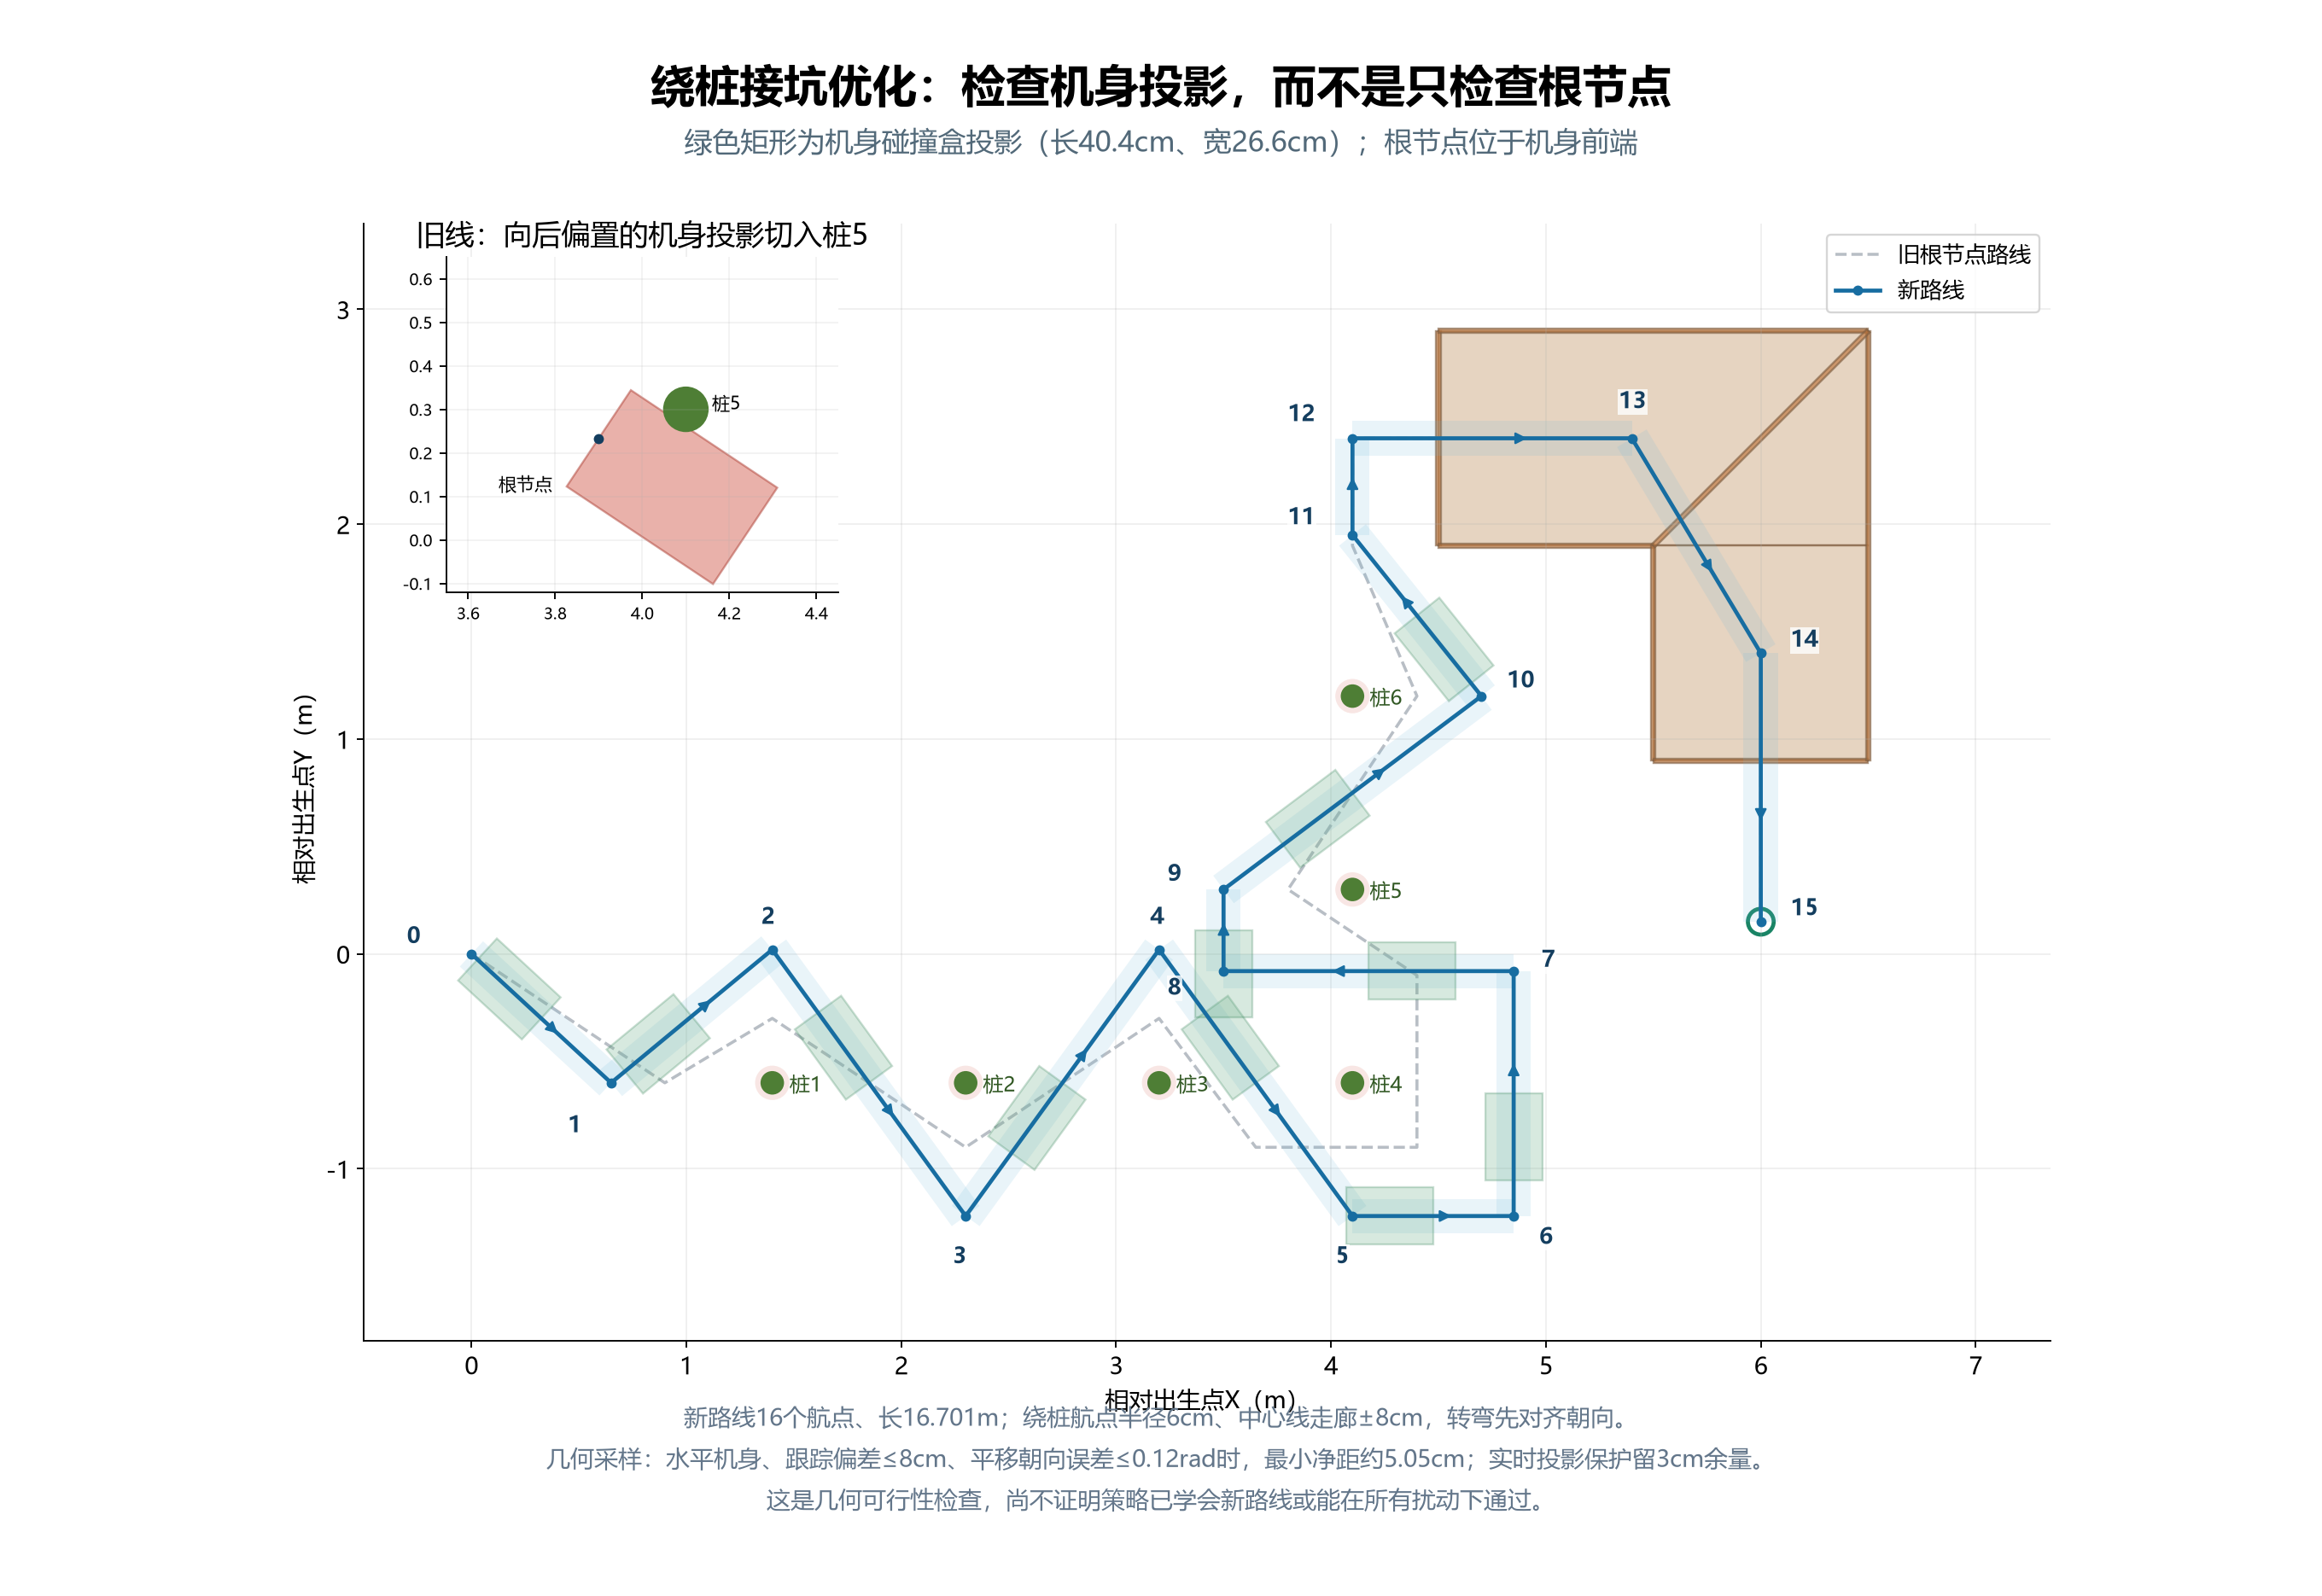 绕桩接坑优化：检查机身投影，而不是只检查根节点
绿色矩形为机身碰撞盒投影（长40.4cm、宽26.6cm）；根节点位于机身前端
旧线：向后偏置的机身投影切入桩5
0.6
0.5
0.4
0.3
0.2
0.1
0.0
-0.1
桩5
根节点
3.6
3.8
4.0
4.2
4.4
旧根节点路线
新路线
3
2
1
0
-1
相对出生点Y（m）
12
13
11
14
10
桩6
9
桩5
15
0
2
4
7
8
桩1
桩2
桩3
桩4
1
3
5
6
0
1
2
3
4
5
6
7
相对出生点X（m）
新路线16个航点、长16.701m；绕桩航点半径6cm、中心线走廊±8cm，转弯先对齐朝向。
几何采样：水平机身、跟踪偏差≤8cm、平移朝向误差≤0.12rad时，最小净距约5.05cm；实时投影保护留3cm余量。
这是几何可行性检查，尚不证明策略已学会新路线或能在所有扰动下通过。